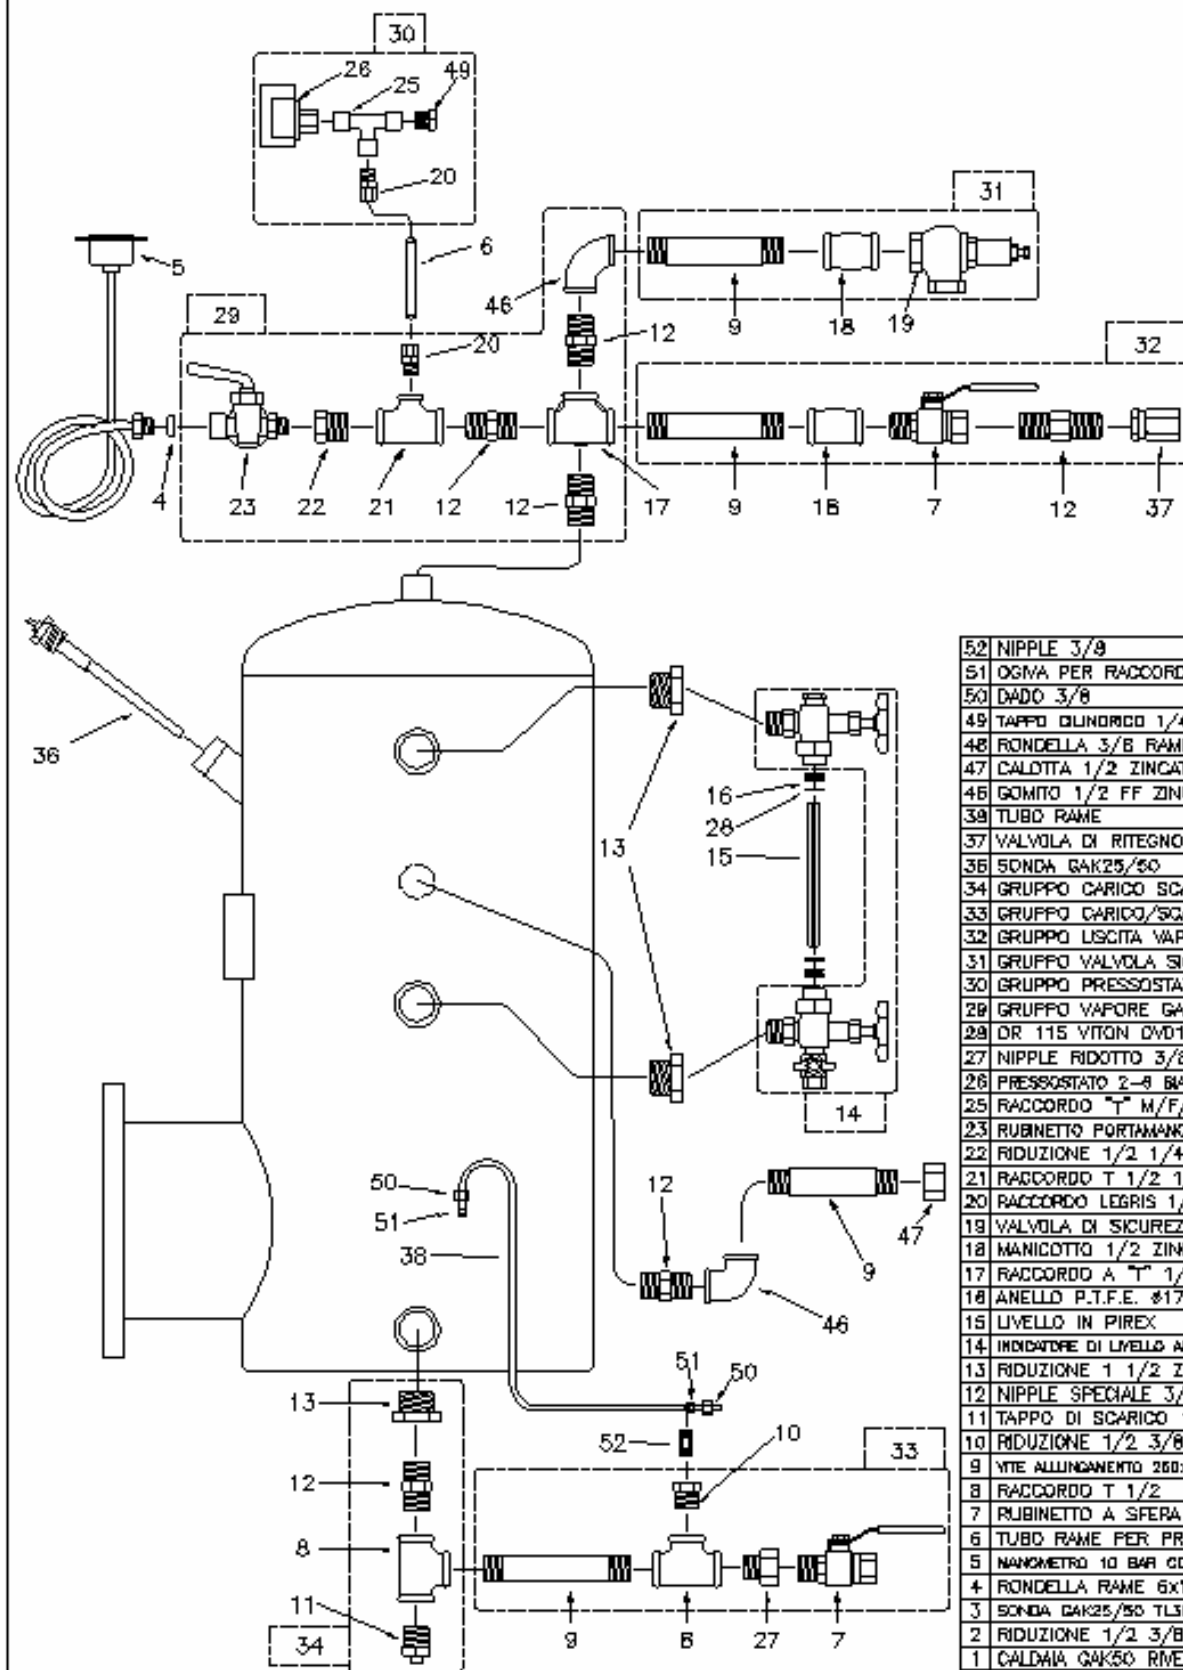 30
26
25
49
20
31
5
6
46
9
18
19
29
20
12
32
4
23
22
21
12
12
17
9
18
7
12
37
36
13
16
28
15
14
50
51
38
12
9
47
46
13
51
50
52
10
33
12
8
11
34
9
8
27
7
52 NIPPLE 3/8
51 OGIVA PER RACCORD
50 DADO 3/8
49 TAPPO CILINDRICO 1/4
48 RONDELLA 3/8 RAM
47 CALOTTA 1/2 ZINCAT
46 GOMITO 1/2 FF ZIN
38 TUBO RAME
37 VALVOLA DI RITEGNO
36 SONDA GAK25/50
34 GRUPPO CARICO SC
33 GRUPPO CARICO/SC
32 GRUPPO USCITA VAP
31 GRUPPO VALVOLA SI
30 GRUPPO PRESSOSTA
29 GRUPPO VAPORE GA
28 OR 115 VITON OVD1
27 NIPPLE RIDOTTO 3/8
26 PRESSOSTATO 2-8
25 RACCORDO "T" M/F/
23 RUBINETTO PORTAMANO
22 RIDUZIONE 1/2 1/4
21 RACCORDO T 1/2 1
20 RACCORDO LEGRIS 1/
19 VALVOLA DI SICUREZ
18 MANICOTTO 1/2 ZIN
17 RACCORDO A "T" 1/
16 ANELLO P.T.F.E. ø17
15 LIVELLO IN PIREX
14 INDICATORE DI LIVELLO A
13 RIDUZIONE 1 1/2 Z
12 NIPPLE SPECIALE 3/
11 TAPPO DI SCARICO
10 RIDUZIONE 1/2 3/8
9 VITE ALLUNGAMENTO 260
8 RACCORDO T 1/2
7 RUBINETTO A SFERA
6 TUBO RAME PER PR
5 MANOMETRO 10 BAR CO
4 RONDELLA RAME 6x1
3 SONDA GAK25/50 TL3
2 RIDUZIONE 1/2 3/8
1 CALDAIA GAK50 RIVE